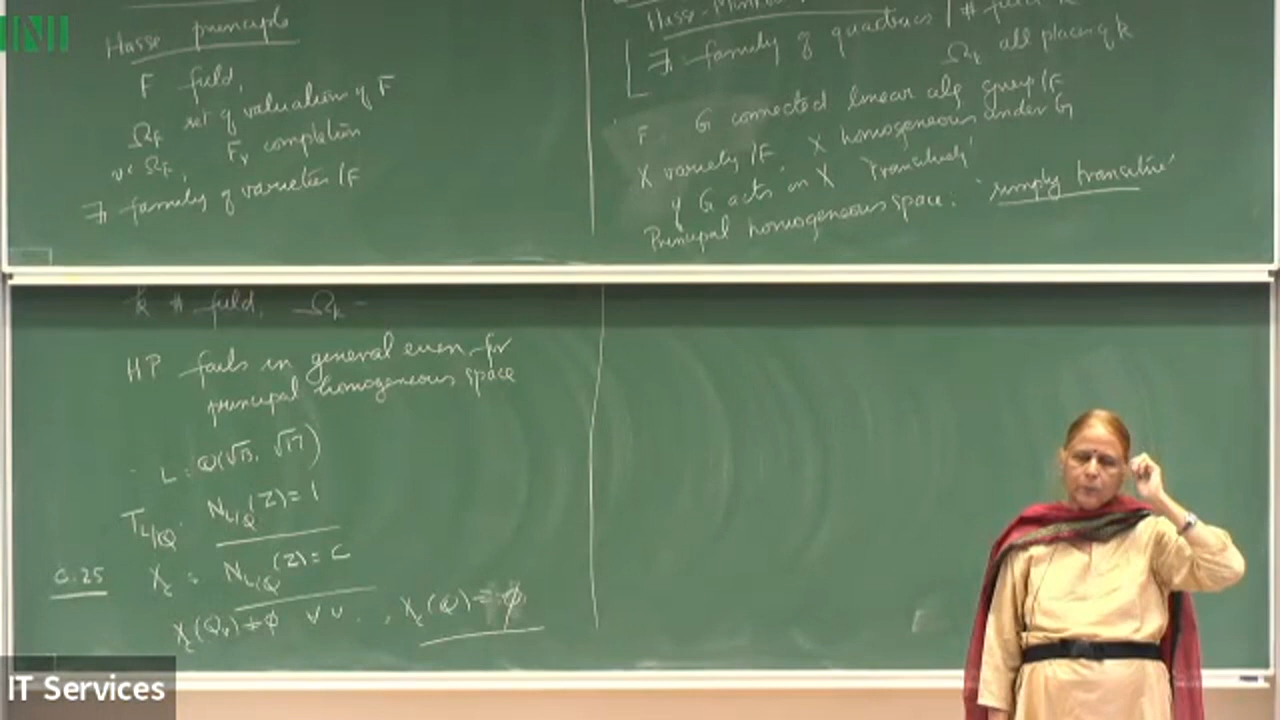 INI
Hasse principle
F field,
Ω_F set of valuation of F
v ∈ Ω_F, F_v completion
∃ family of varieties /F
Hasse-Mink
[ ∃ family of quadrics / # field k
Ω_k all places of k
F. G connected linear alg group /F
X variety /F X homogeneous under G
if G acts on X 'transitively'
Principal homogeneous space: 'simply transitive'
k # field, Ω_k -
HP fails in general even for
principal homogeneous space
L = Q(√13, √17)
T_{L/Q}: N_{L/Q}(Z) = 1
C = 25 X_c : N_{L/Q}(Z) = C
X_c(Q_v) ≠ ϕ ∀ v. , X_c(Q) = ϕ
IT Services